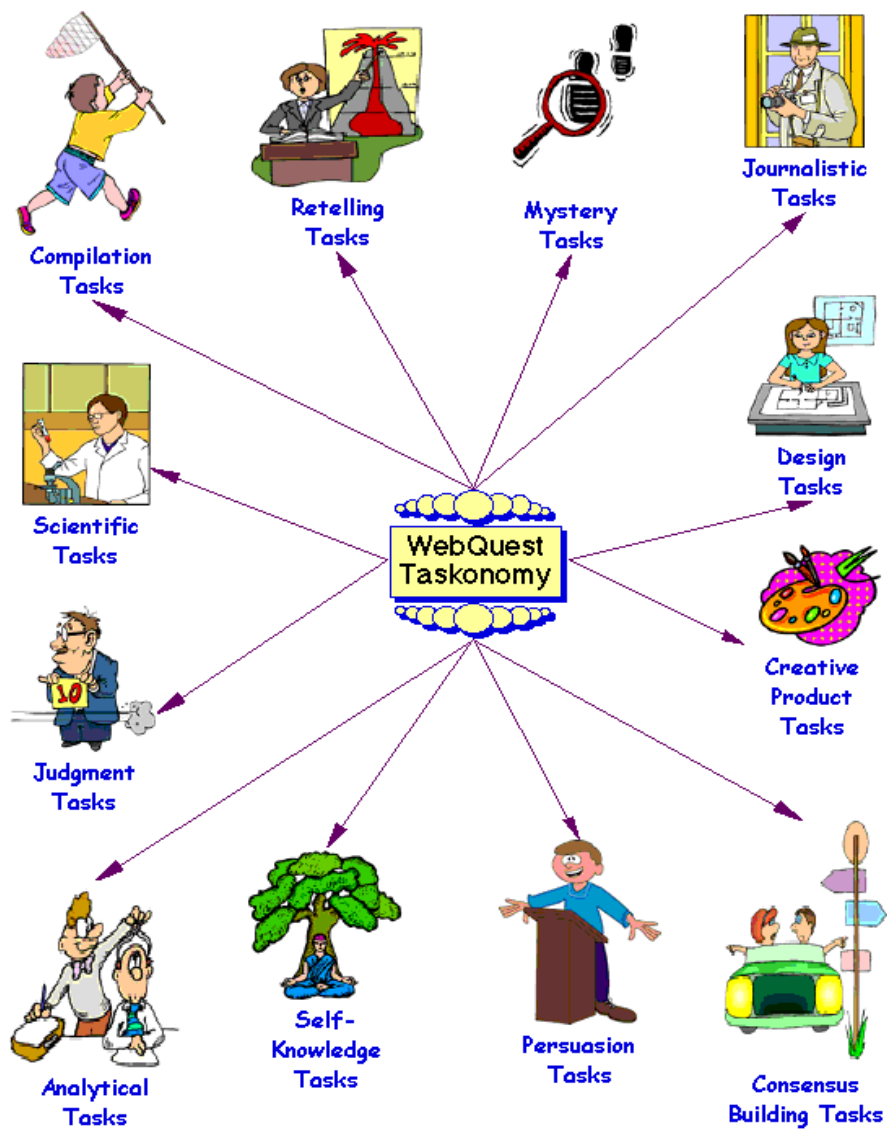 Compilation
Tasks
Retelling
Tasks
Mystery
Tasks
Journalistic
Tasks
Scientific
Tasks
Design
Tasks
WebQuest
Taskonomy
Creative
Product
Tasks
10
Judgment
Tasks
Analytical
Tasks
Self-
Knowledge
Tasks
Persuasion
Tasks
Consensus
Building Tasks